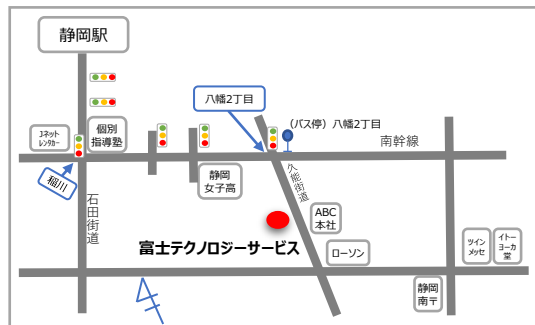 静岡駅
八幡2丁目
(バス停) 八幡2丁目
Jネット
レンタカー
個別
指導塾
南幹線
稲川
静岡
女子高
久能街道
石田街道
ABC
本社
富士テクノロジーサービス
ローソン
ツイン
メッセ
イトー
ヨーカ
堂
静岡
南〒